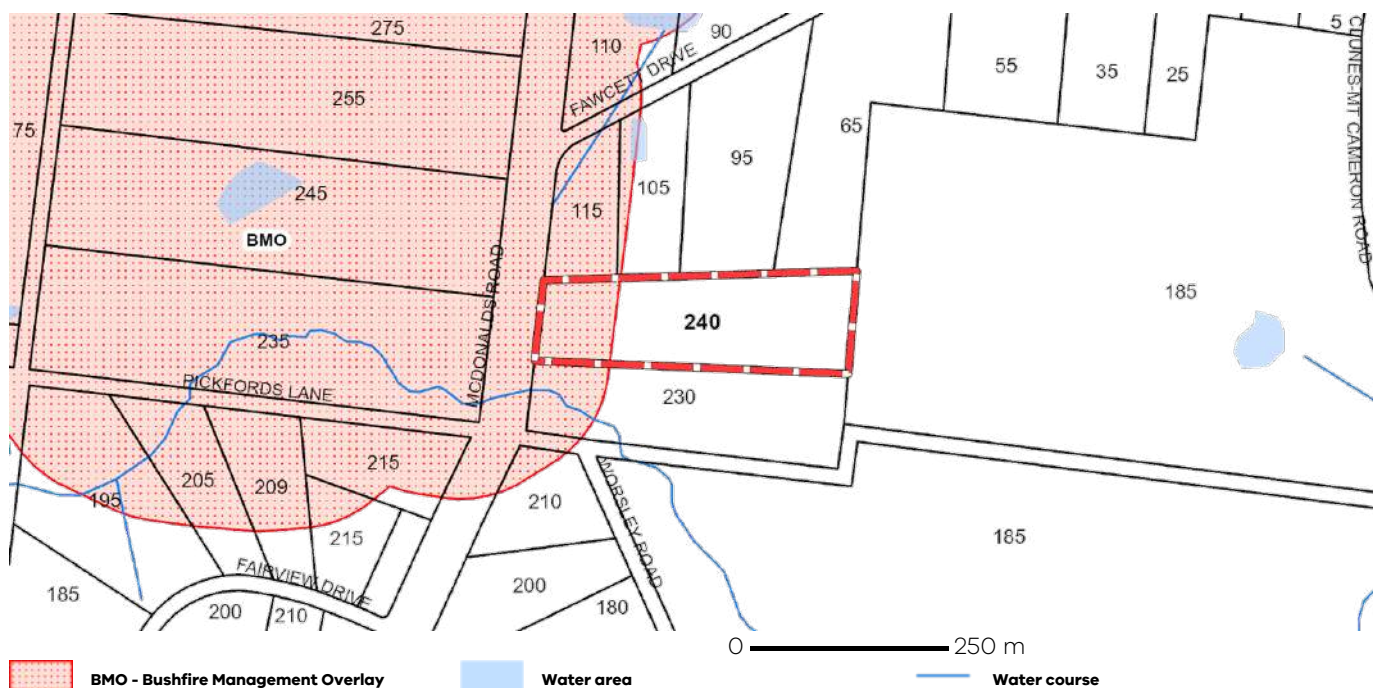 275
110
90
FAWCETT DRIVE
55
35
25
5
CLUNES-MT CAMERON ROAD
255
75
65
95
245
105
115
BMO
MCDONALDS ROAD
185
240
235
PICKFORDS LANE
230
215
205
209
195
210
WORSLEY ROAD
215
185
FAIRVIEW DRIVE
200
185
200
210
180
0 250 m
BMO - Bushfire Management Overlay
Water area
Water course